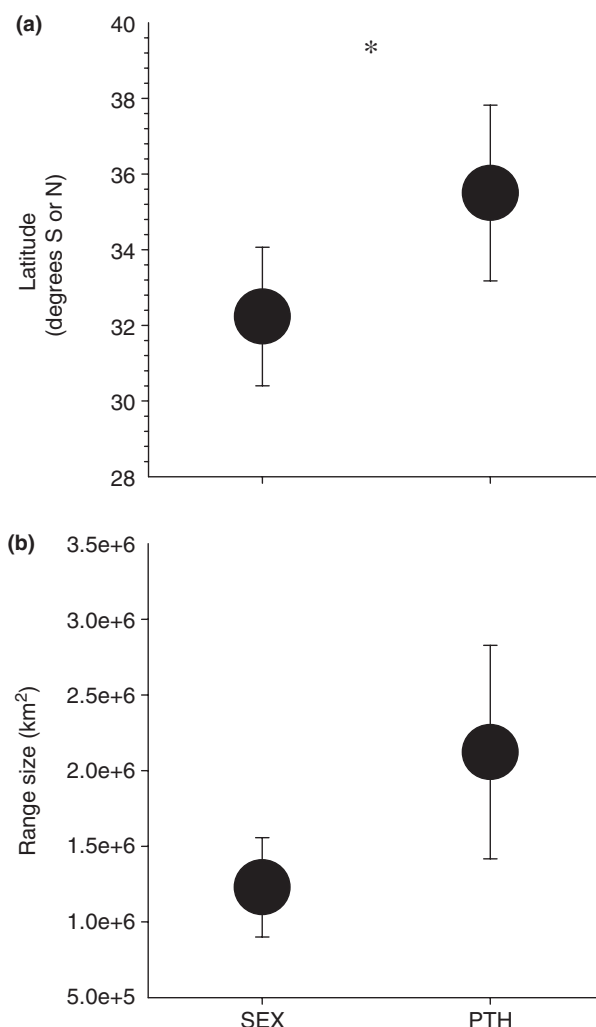 (a)
40
38
36
34
32
30
28
Latitude
(degrees S or N)
*
(b)
3.5e+6
3.0e+6
2.5e+6
2.0e+6
1.5e+6
1.0e+6
5.0e+5
Range size (km²)
SEX PTH